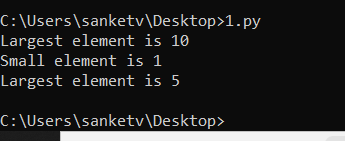 C:\Users\sanketv\Desktop>1.py
Largest element is 10
Small element is 1
Largest element is 5
C:\Users\sanketv\Desktop>